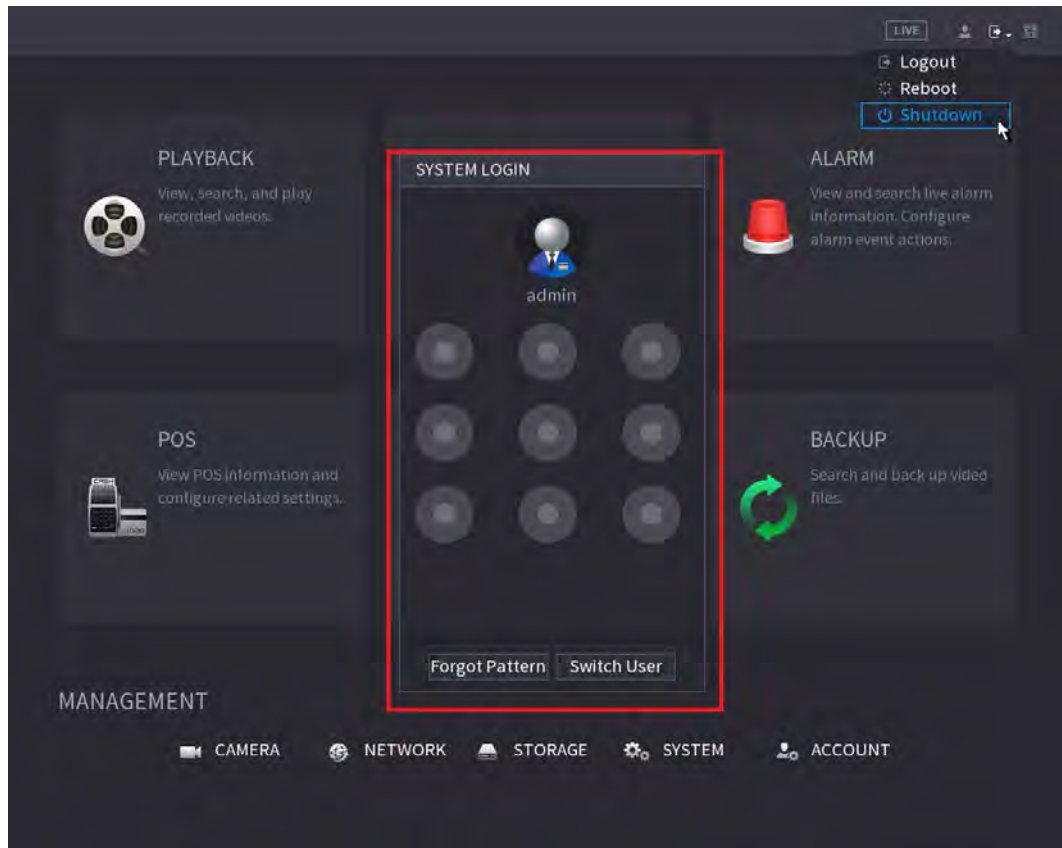 LIVE
Logout
Reboot
Shutdown
PLAYBACK
View, search, and play
recorded videos.
SYSTEM LOGIN
admin
ALARM
View and search live alarm
information. Configure
alarm event actions.
POS
View POS information and
configure related settings.
BACKUP
Search and back up video
files.
Forgot Pattern
Switch User
MANAGEMENT
CAMERA
NETWORK
STORAGE
SYSTEM
ACCOUNT